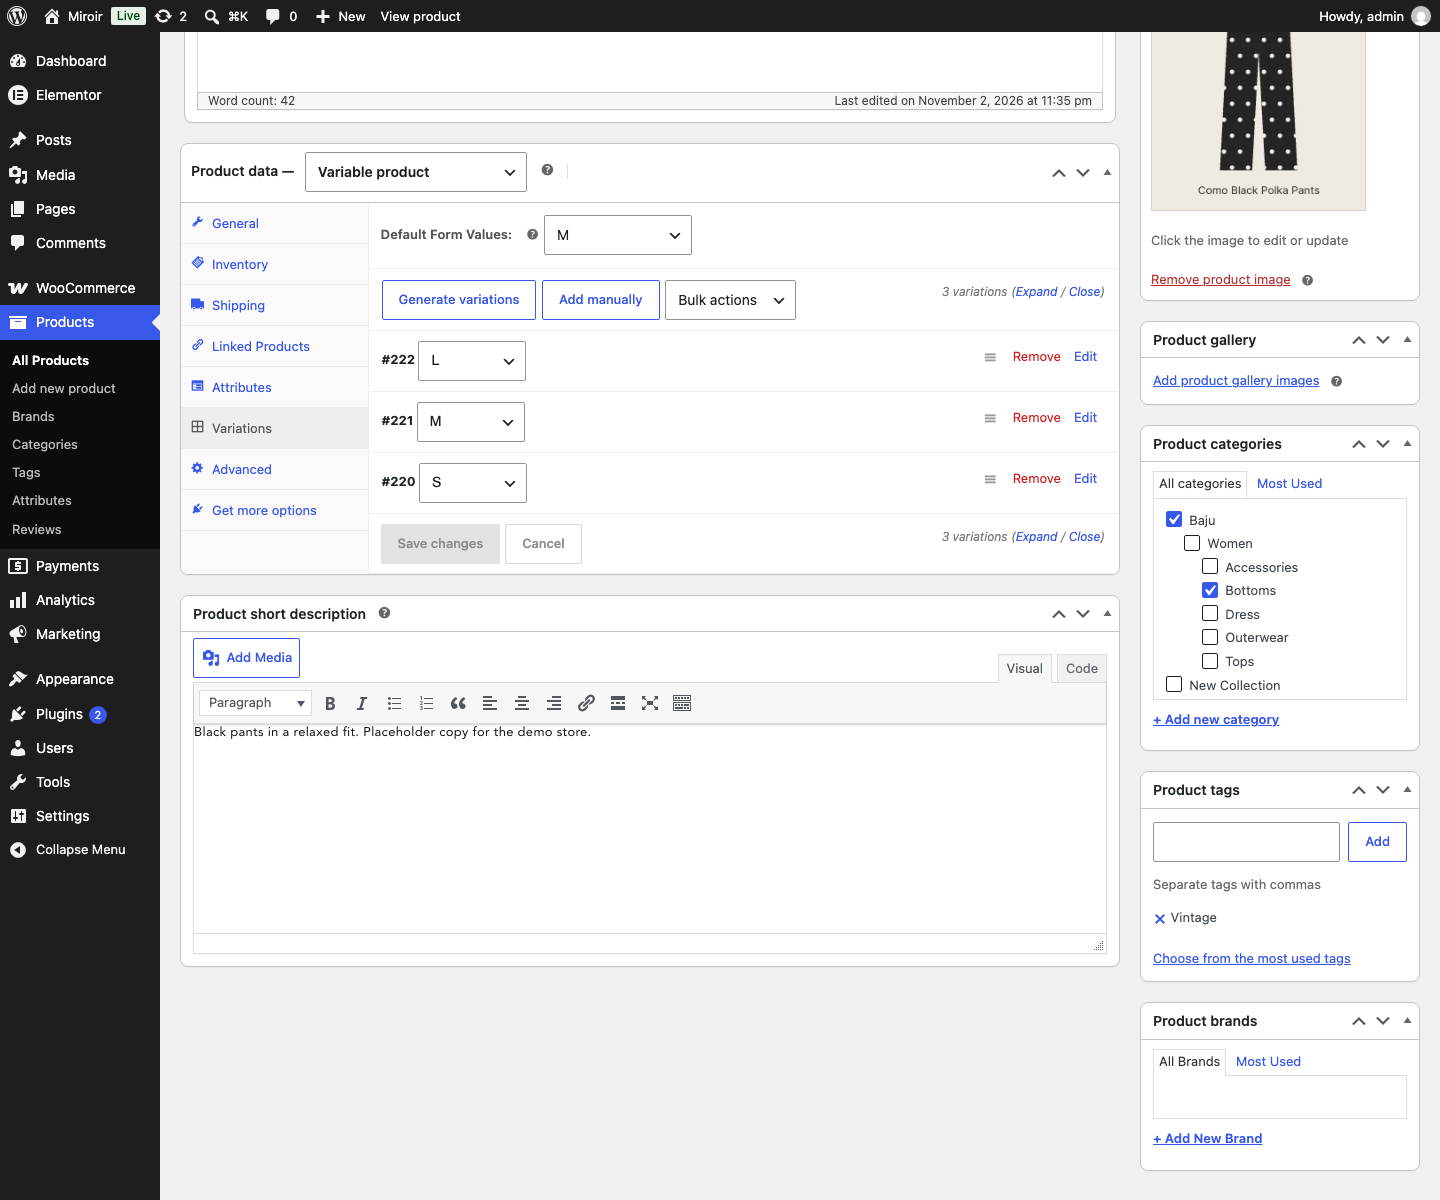 Miroir Live 2 ⌘K 0 New View product Howdy, admin
Dashboard
Elementor
Posts
Media
Pages
Comments
WooCommerce
Products
All Products
Add new product
Brands
Categories
Tags
Attributes
Reviews
Payments
Analytics
Marketing
Appearance
Plugins 2
Users
Tools
Settings
Collapse Menu
Word count: 42 Last edited on November 2, 2026 at 11:35 pm
Product data — Variable product
General
Inventory
Shipping
Linked Products
Attributes
Variations
Advanced
Get more options
Default Form Values: M
Generate variations Add manually Bulk actions 3 variations (Expand / Close)
#222 L Remove Edit
#221 M Remove Edit
#220 S Remove Edit
Save changes Cancel 3 variations (Expand / Close)
Product short description
Add Media
Visual Code
Paragraph
Black pants in a relaxed fit. Placeholder copy for the demo store.
Como Black Polka Pants
Click the image to edit or update
Remove product image
Product gallery
Add product gallery images
Product categories
All categories Most Used
Baju
Women
Accessories
Bottoms
Dress
Outerwear
Tops
New Collection
+ Add new category
Product tags
Add
Separate tags with commas
Vintage
Choose from the most used tags
Product brands
All Brands Most Used
+ Add New Brand